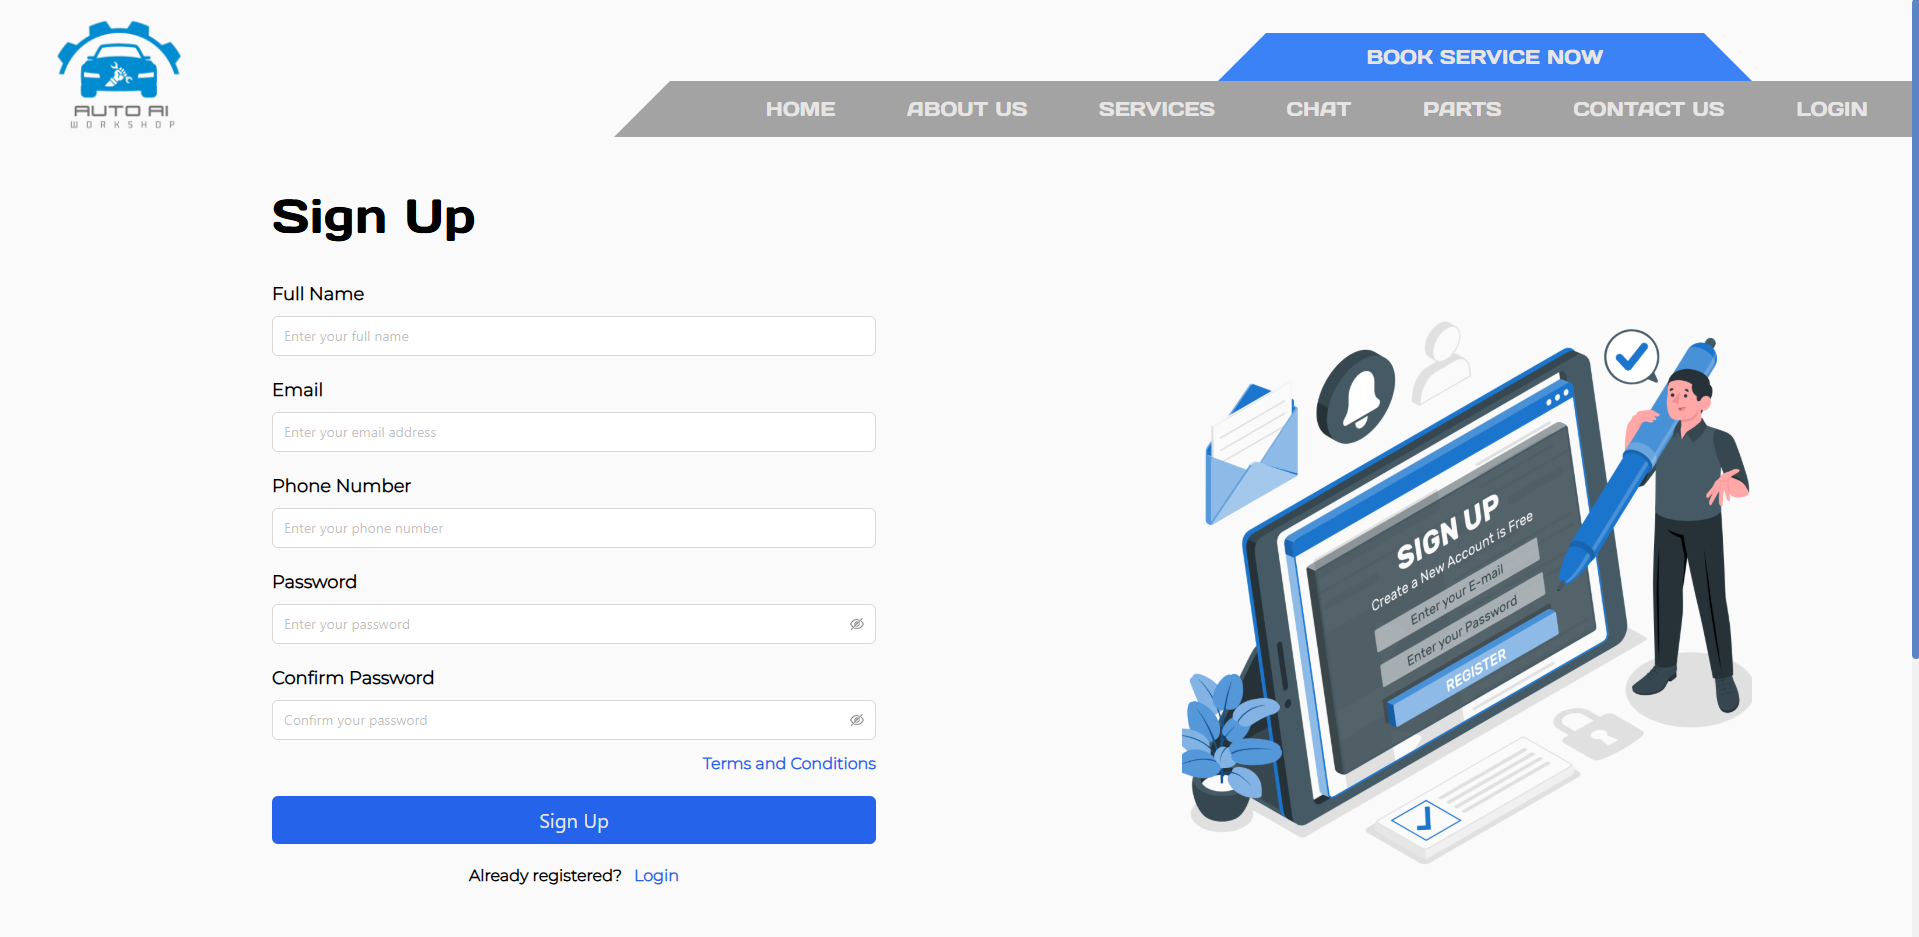 AUTO AI
WORKSHOP
BOOK SERVICE NOW
HOME ABOUT US SERVICES CHAT PARTS CONTACT US LOGIN
Sign Up
Full Name
Enter your full name
Email
Enter your email address
Phone Number
Enter your phone number
Password
Enter your password
Confirm Password
Confirm your password
Terms and Conditions
Sign Up
Already registered? Login
SIGN UP
Create a New Account is Free
Enter your E-mail
Enter your Password
REGISTER